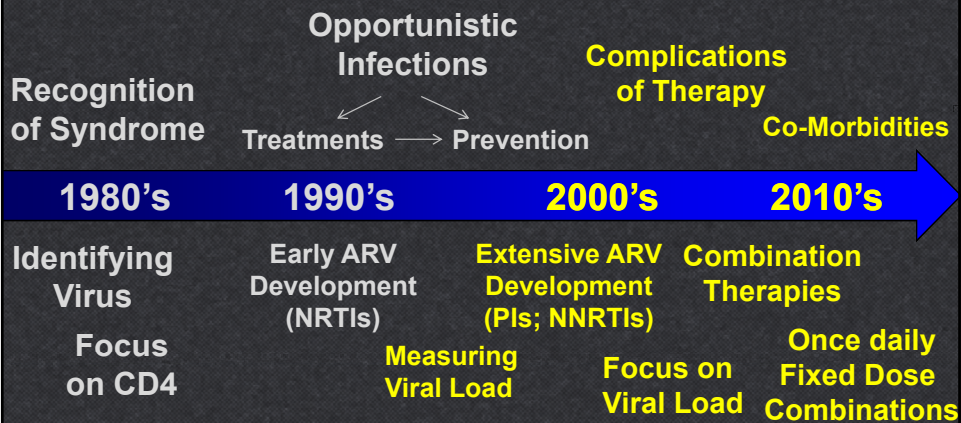 Opportunistic
Infections
Complications
of Therapy
Recognition
of Syndrome
Treatments
Prevention
Co-Morbidities
1980's
1990's
2000's
2010's
Identifying
Virus
Early ARV
Development
(NRTIs)
Extensive ARV
Development
(PIs; NNRTIs)
Combination
Therapies
Focus
on CD4
Measuring
Viral Load
Focus on
Viral Load
Once daily
Fixed Dose
Combinations